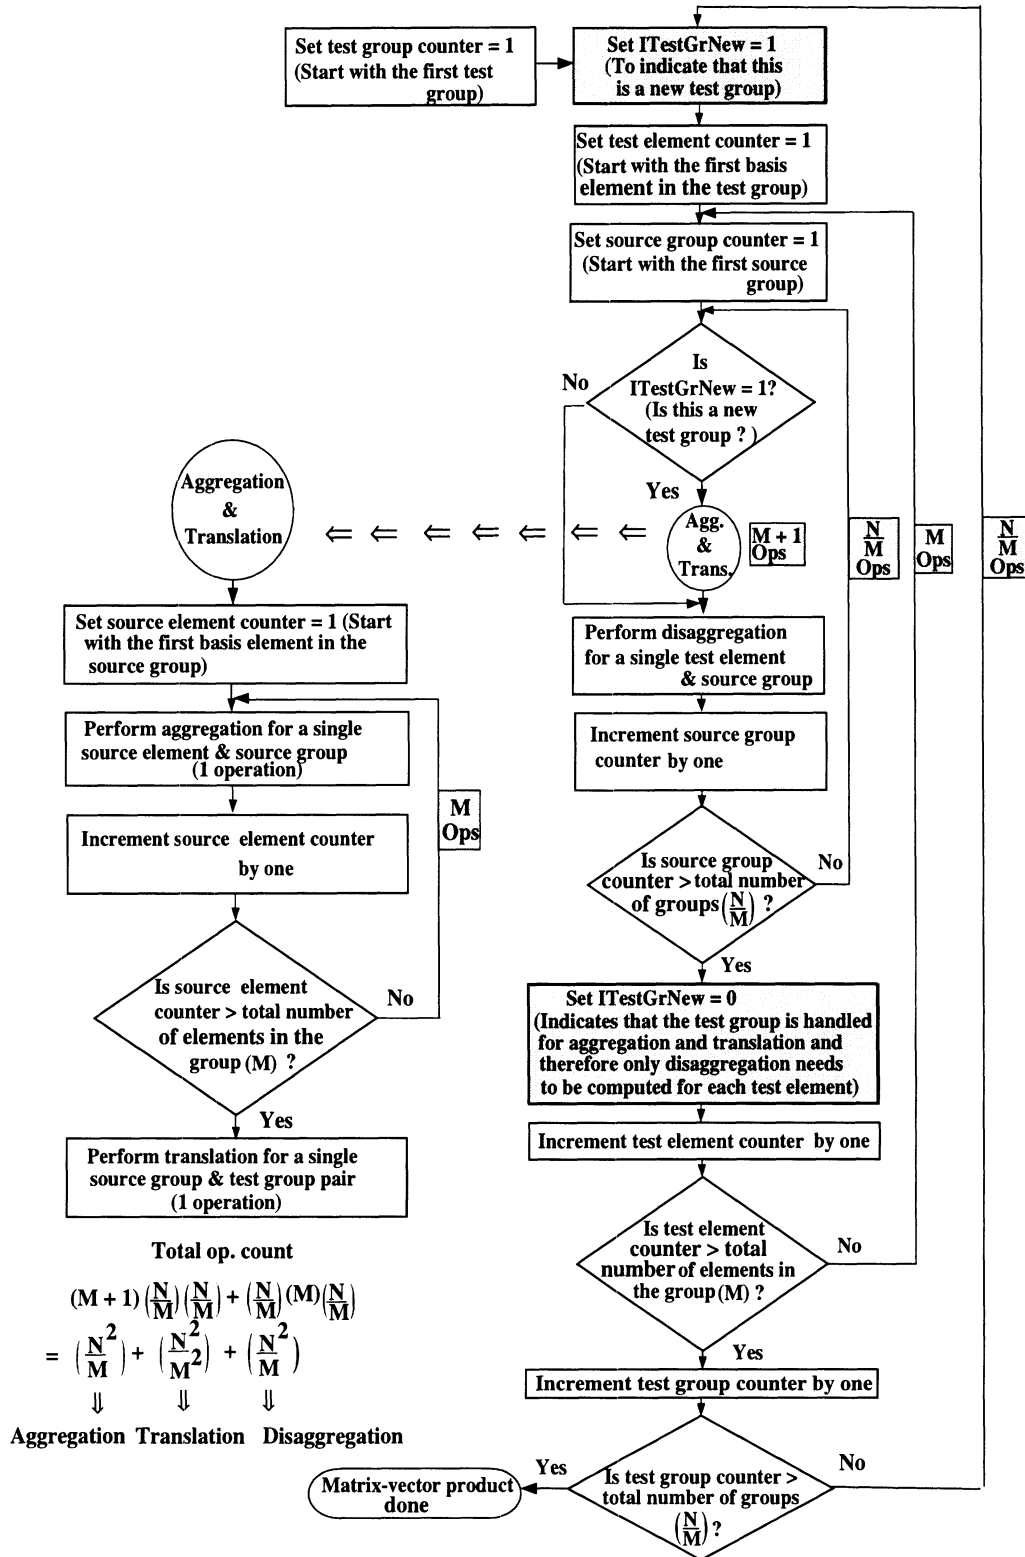 Set test group counter = 1
(Start with the first test
group)
Set ITestGrNew = 1
(To indicate that this
is a new test group)
Set test element counter = 1
(Start with the first basis
element in the test group)
Set source group counter = 1
(Start with the first source
group)
Is
ITestGrNew = 1?
(Is this a new
test group ? )
No
Yes
Agg.
&
Trans.
M + 1
Ops
N
M
Ops
M
Ops
N
M
Ops
Perform disaggregation
for a single test element
& source group
Increment source group
counter by one
Is source group
counter > total number
of groups (N/M) ?
No
Yes
Set ITestGrNew = 0
(Indicates that the test group is handled
for aggregation and translation and
therefore only disaggregation needs
to be computed for each test element)
Increment test element counter by one
Is test element
counter > total
number of elements in
the group (M) ?
No
Yes
Increment test group counter by one
Is test group counter >
total number of groups
(N/M) ?
No
Yes
Matrix-vector product
done
Aggregation
&
Translation
⇐ ⇐ ⇐ ⇐ ⇐ ⇐ ⇐
Set source element counter = 1 (Start
with the first basis element in the
source group)
Perform aggregation for a single
source element & source group
(1 operation)
M
Ops
Increment source element counter
by one
Is source element
counter > total number
of elements in the
group (M) ?
No
Yes
Perform translation for a single
source group & test group pair
(1 operation)
Total op. count
(M + 1) (N/M) (N/M) + (N/M) (M) (N/M)
= (N²/M) + (N²/M²) + (N²/M)
⇓ ⇓ ⇓
Aggregation Translation Disaggregation